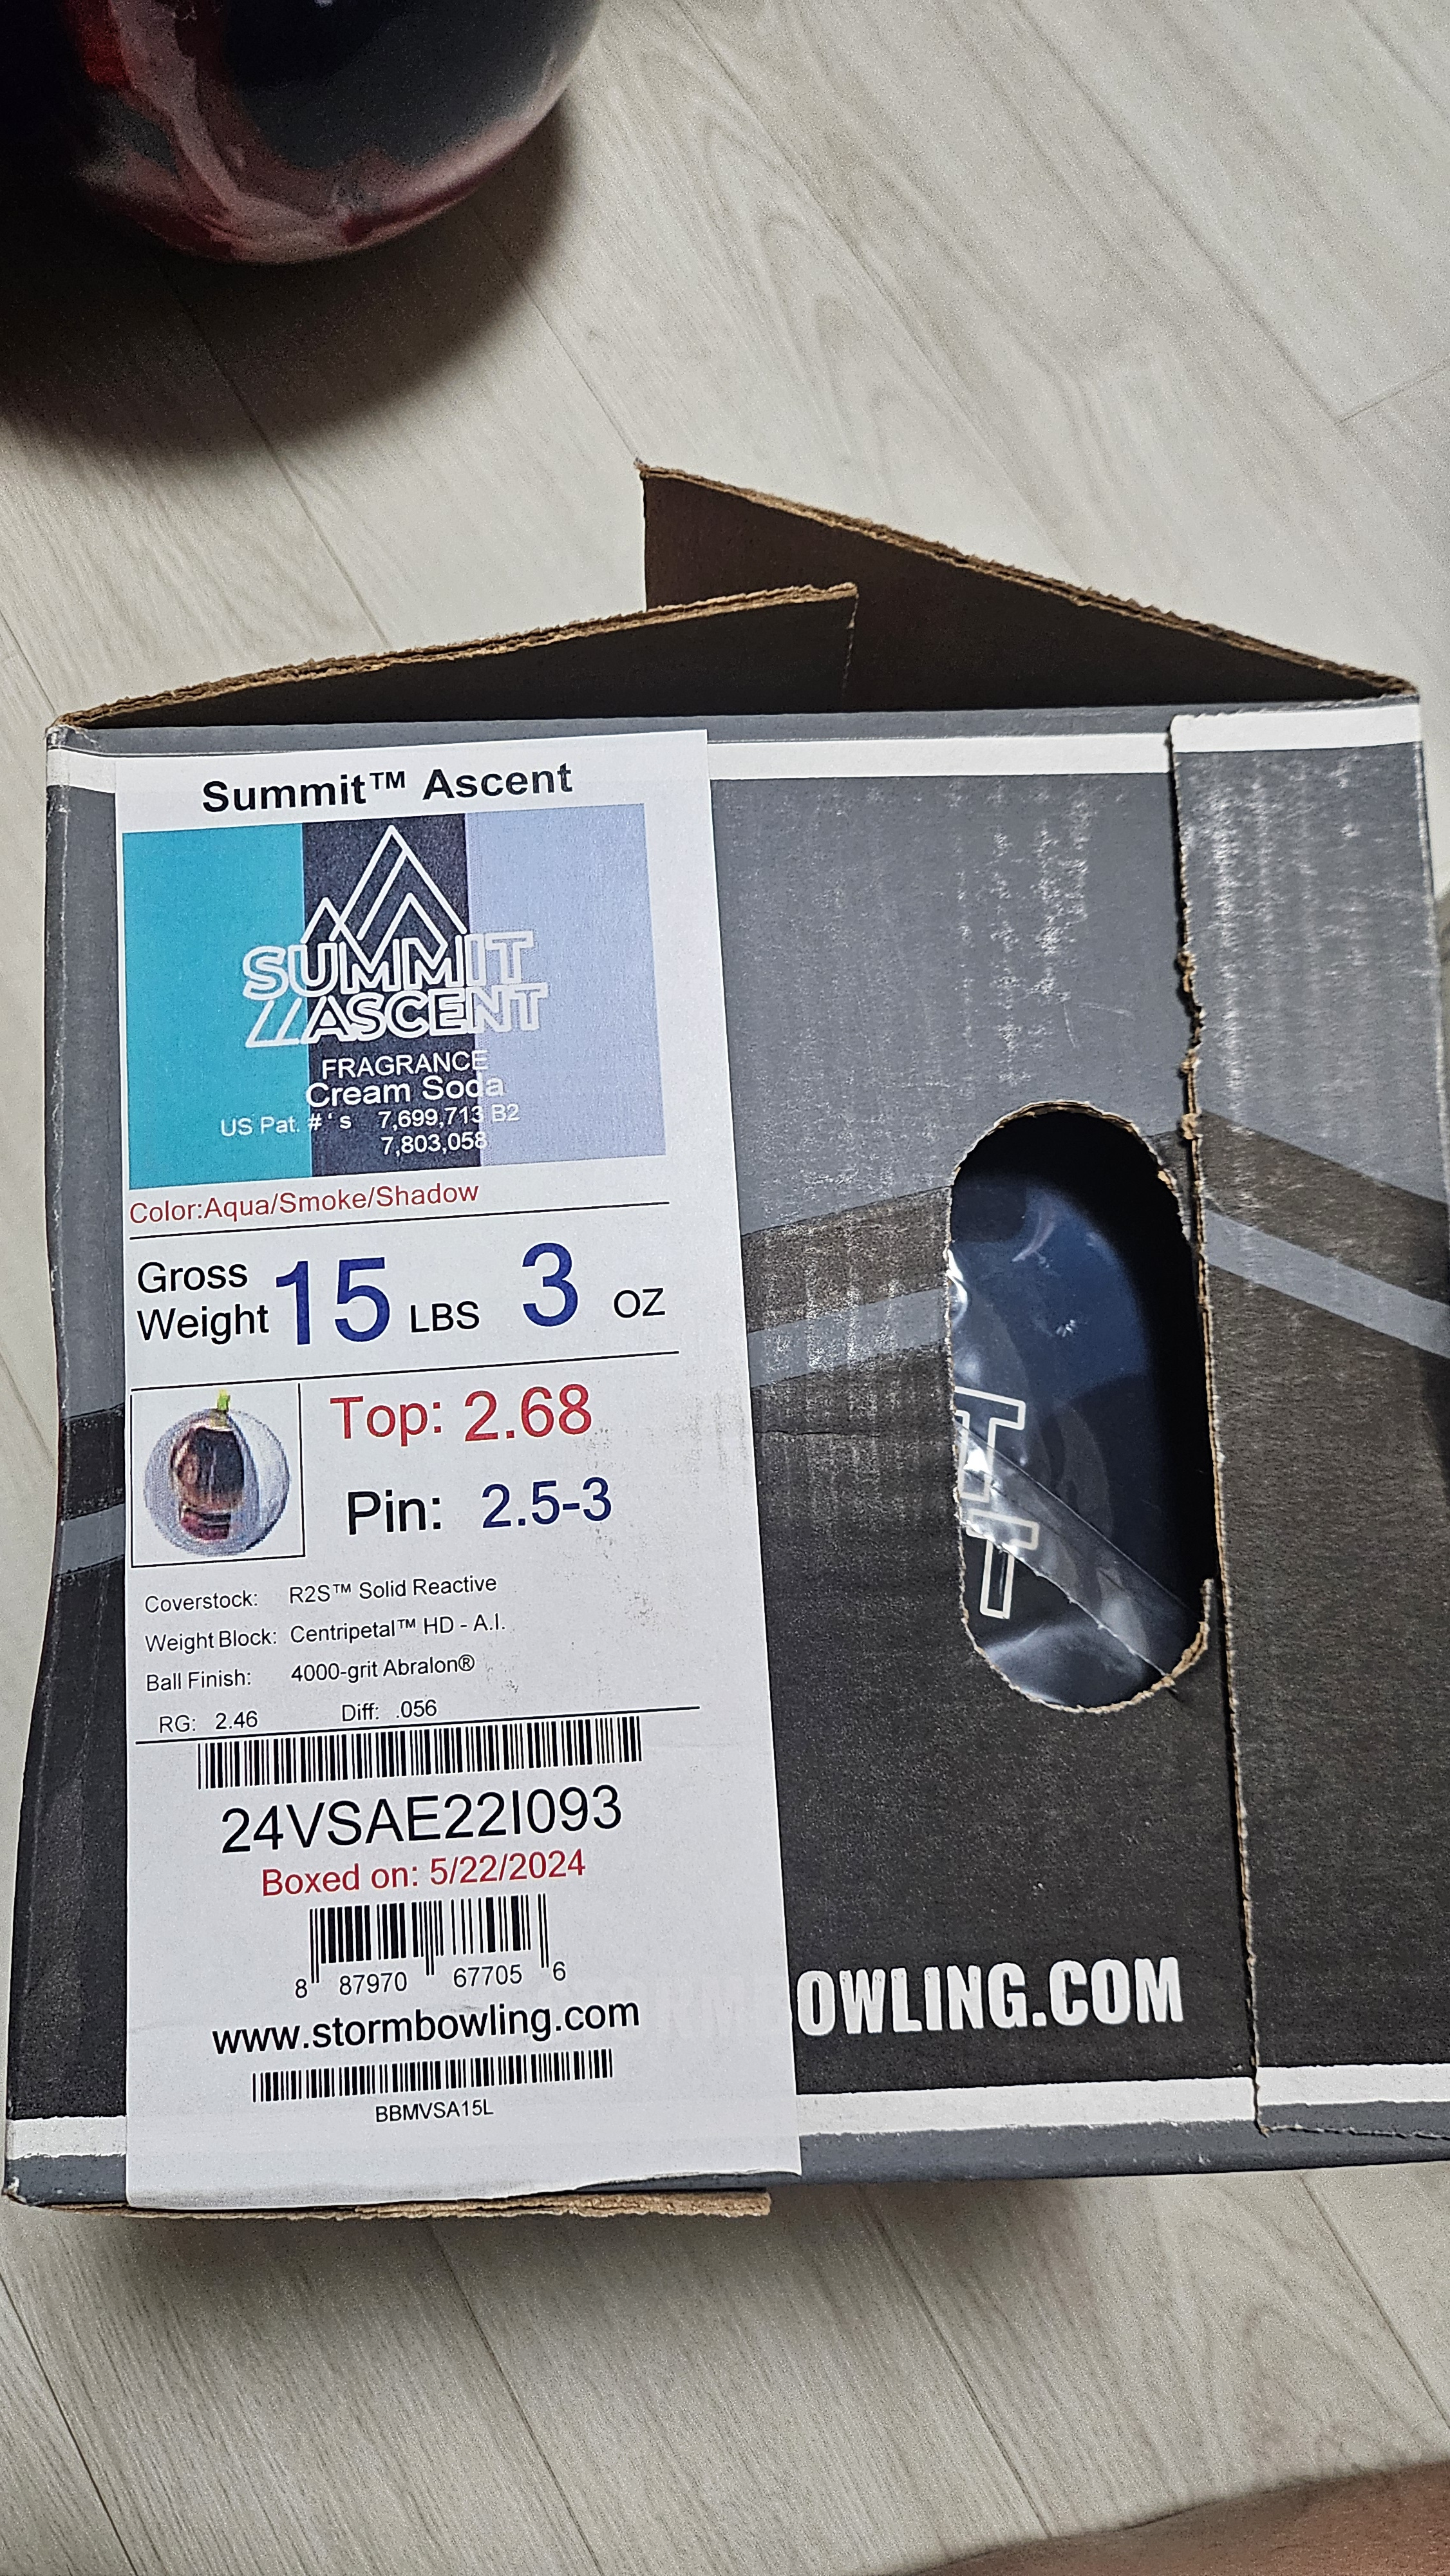 Summit™ Ascent
SUMMIT
ASCENT
FRAGRANCE
Cream Soda
US Pat. #'s 7,699,713 B2
7,803,058
Color:Aqua/Smoke/Shadow
Gross
Weight 15 LBS 3 OZ
Top: 2.68
Pin: 2.5-3
Coverstock: R2S™ Solid Reactive
Weight Block: Centripetal™ HD - A.I.
Ball Finish: 4000-grit Abralon®
RG: 2.46 Diff: .056
24VSAE22I093
Boxed on: 5/22/2024
8 87970 67705 6
www.stormbowling.com
BBMVSA15L
OWLING.COM